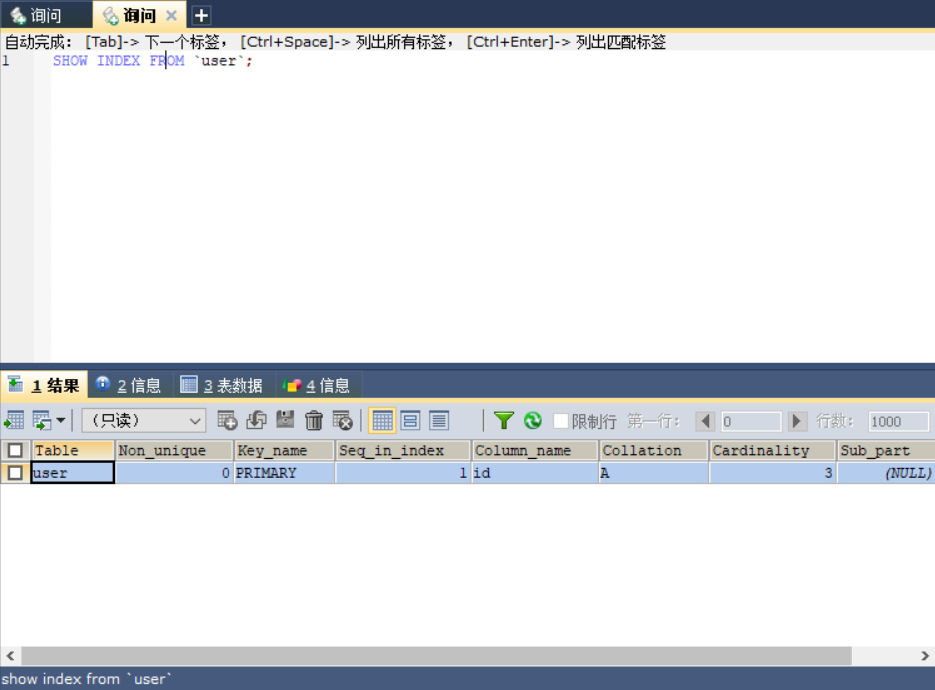 询问 询问
自动完成： [Tab]-> 下一个标签， [Ctrl+Space]-> 列出所有标签， [Ctrl+Enter]-> 列出匹配标签
1 SHOW INDEX FROM `user`;
1 结果 2 信息 3 表数据 4 信息
（只读） 限制行 第一行： 0 行数： 1000
Table Non_unique Key_name Seq_in_index Column_name Collation Cardinality Sub_part
user 0 PRIMARY 1 id A 3 (NULL)
show index from `user`